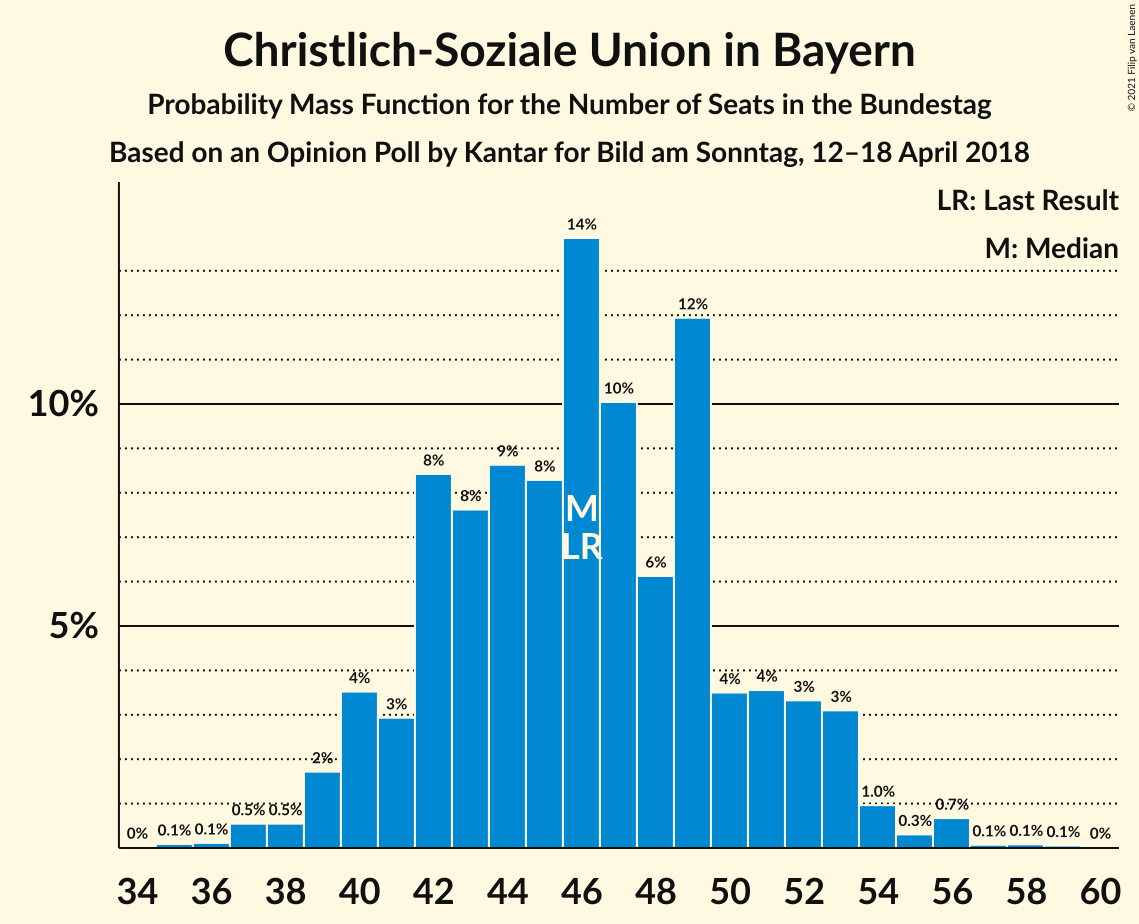 Christlich-Soziale Union in Bayern
Probability Mass Function for the Number of Seats in the Bundestag
Based on an Opinion Poll by Kantar for Bild am Sonntag, 12–18 April 2018
© 2021 Filip van Laenen
LR: Last Result
M: Median
10%
5%
0% 0.1% 0.1% 0.5% 0.5% 2% 4% 3% 8% 8% 9% 8% 14% 10% 6% 12% 4% 4% 3% 3% 1.0% 0.3% 0.7% 0.1% 0.1% 0.1% 0%
M
LR
34 36 38 40 42 44 46 48 50 52 54 56 58 60